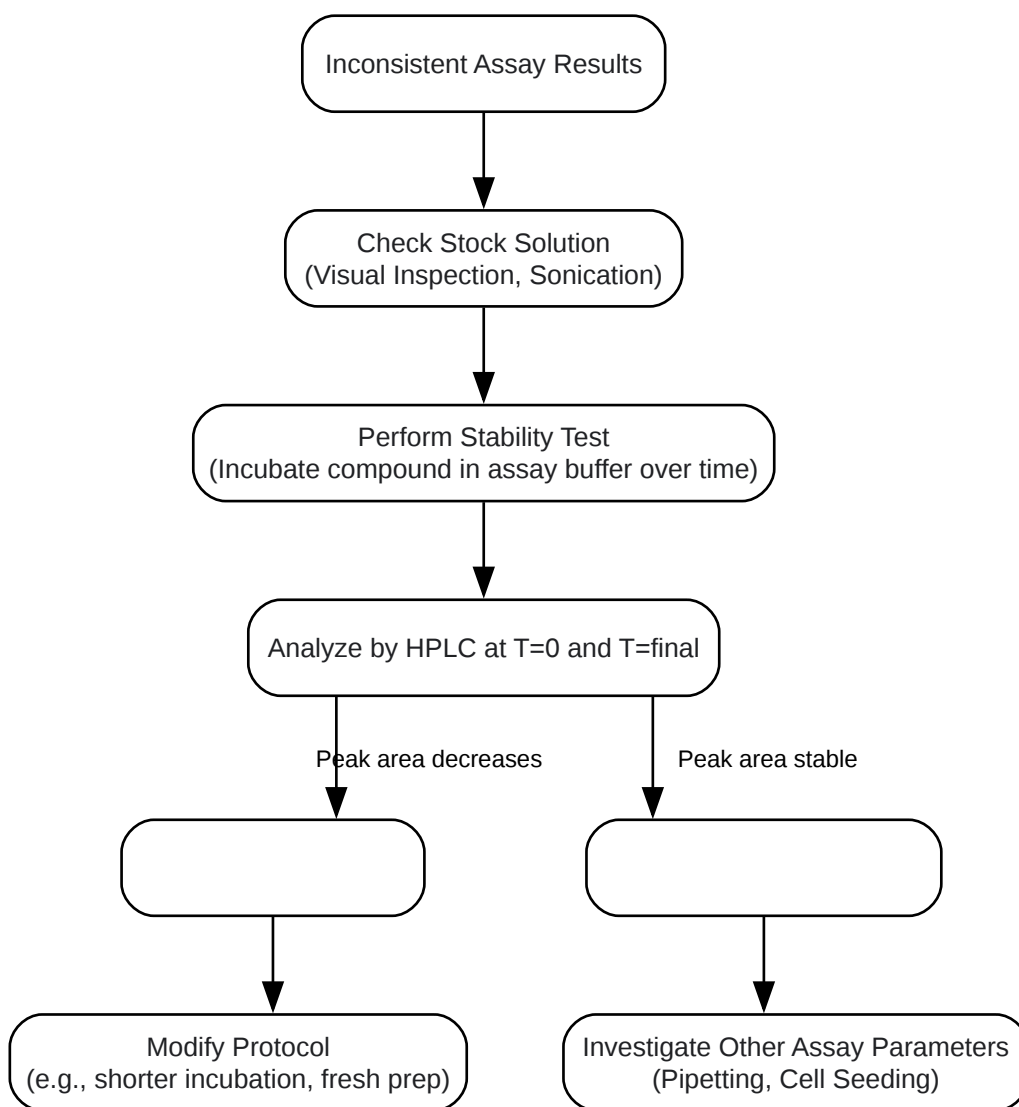 Inconsistent Assay Results
Check Stock Solution
(Visual Inspection, Sonication)
Perform Stability Test
(Incubate compound in assay buffer over time)
Analyze by HPLC at T=0 and T=final
Peak area decreases
Peak area stable
Modify Protocol
(e.g., shorter incubation, fresh prep)
Investigate Other Assay Parameters
(Pipetting, Cell Seeding)